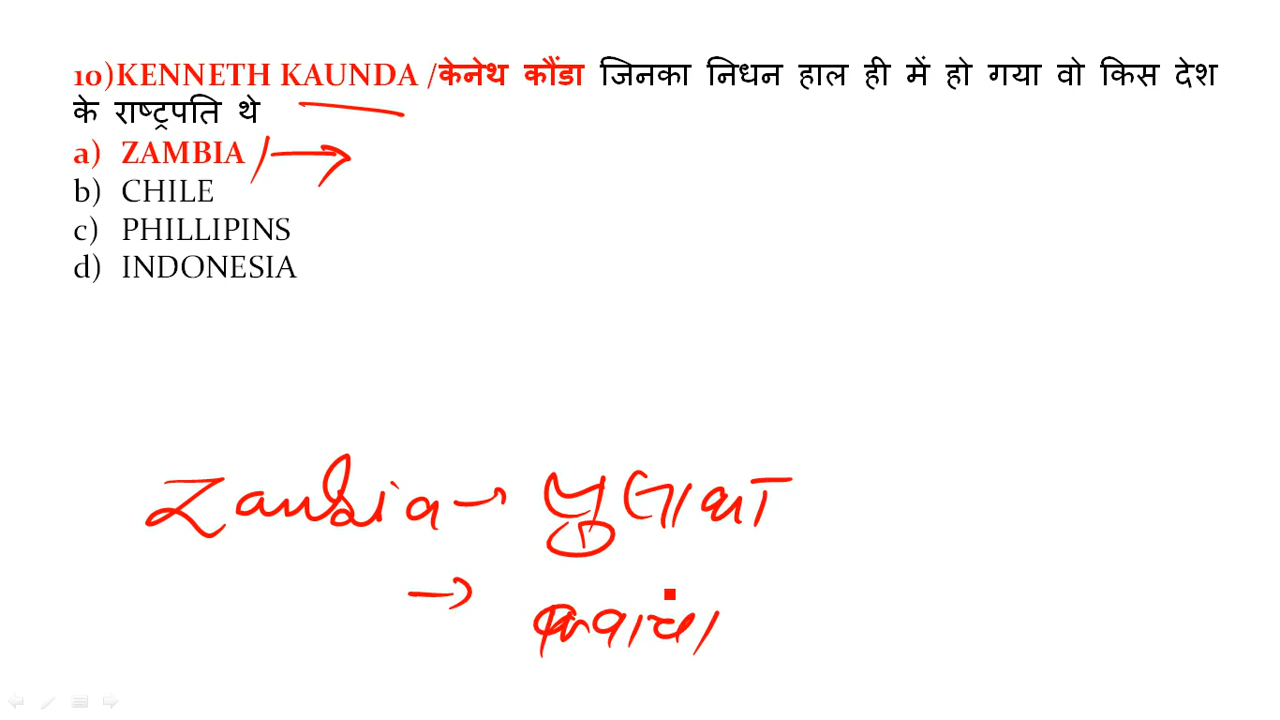 10)KENNETH KAUNDA /केनेथ कौंडा जिनका निधन हाल ही में हो गया वो किस देश
के राष्ट्रपति थे
a) ZAMBIA
b) CHILE
c) PHILLIPINS
d) INDONESIA
Zambia →
→